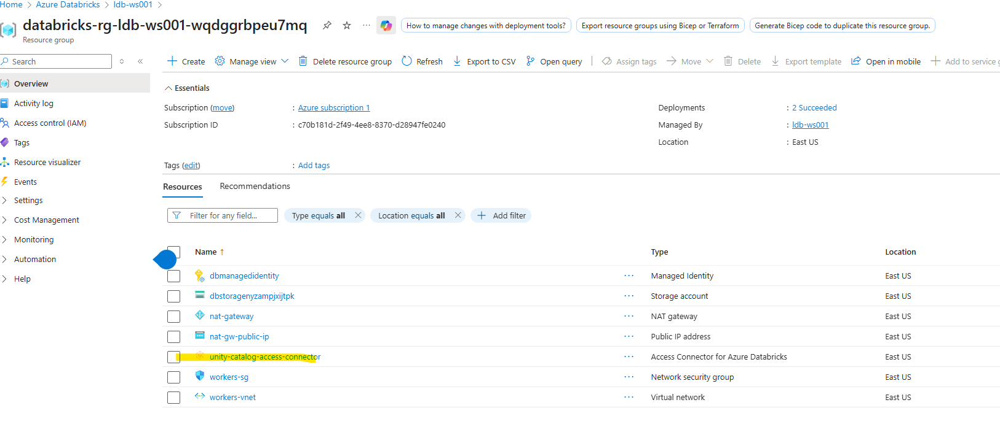 Home > Azure Databricks > ldb-ws001 >
databricks-rg-ldb-ws001-wqdggrbpeu7mq
Resource group
How to manage changes with deployment tools?
Export resource groups using Bicep or Terraform
Generate Bicep code to duplicate this resource group.
Search
Create Manage view Delete resource group Refresh Export to CSV Open query Assign tags Move Delete Export template Open in mobile Add to service g
Overview
Activity log
Access control (IAM)
Tags
Resource visualizer
Events
Settings
Cost Management
Monitoring
Automation
Help
Essentials
Subscription (move) : Azure subscription 1
Subscription ID : c70b181d-2f49-4ee8-8370-d28947fe0240
Deployments : 2 Succeeded
Managed By : ldb-ws001
Location : East US
Tags (edit) : Add tags
Resources Recommendations
Filter for any field... Type equals all Location equals all Add filter
Name ↑ Type Location
dbmanagedidentity ... Managed Identity East US
dbstoragenyzampjxijtpk ... Storage account East US
nat-gateway ... NAT gateway East US
nat-gw-public-ip ... Public IP address East US
unity-catalog-access-connector ... Access Connector for Azure Databricks East US
workers-sg ... Network security group East US
workers-vnet ... Virtual network East US